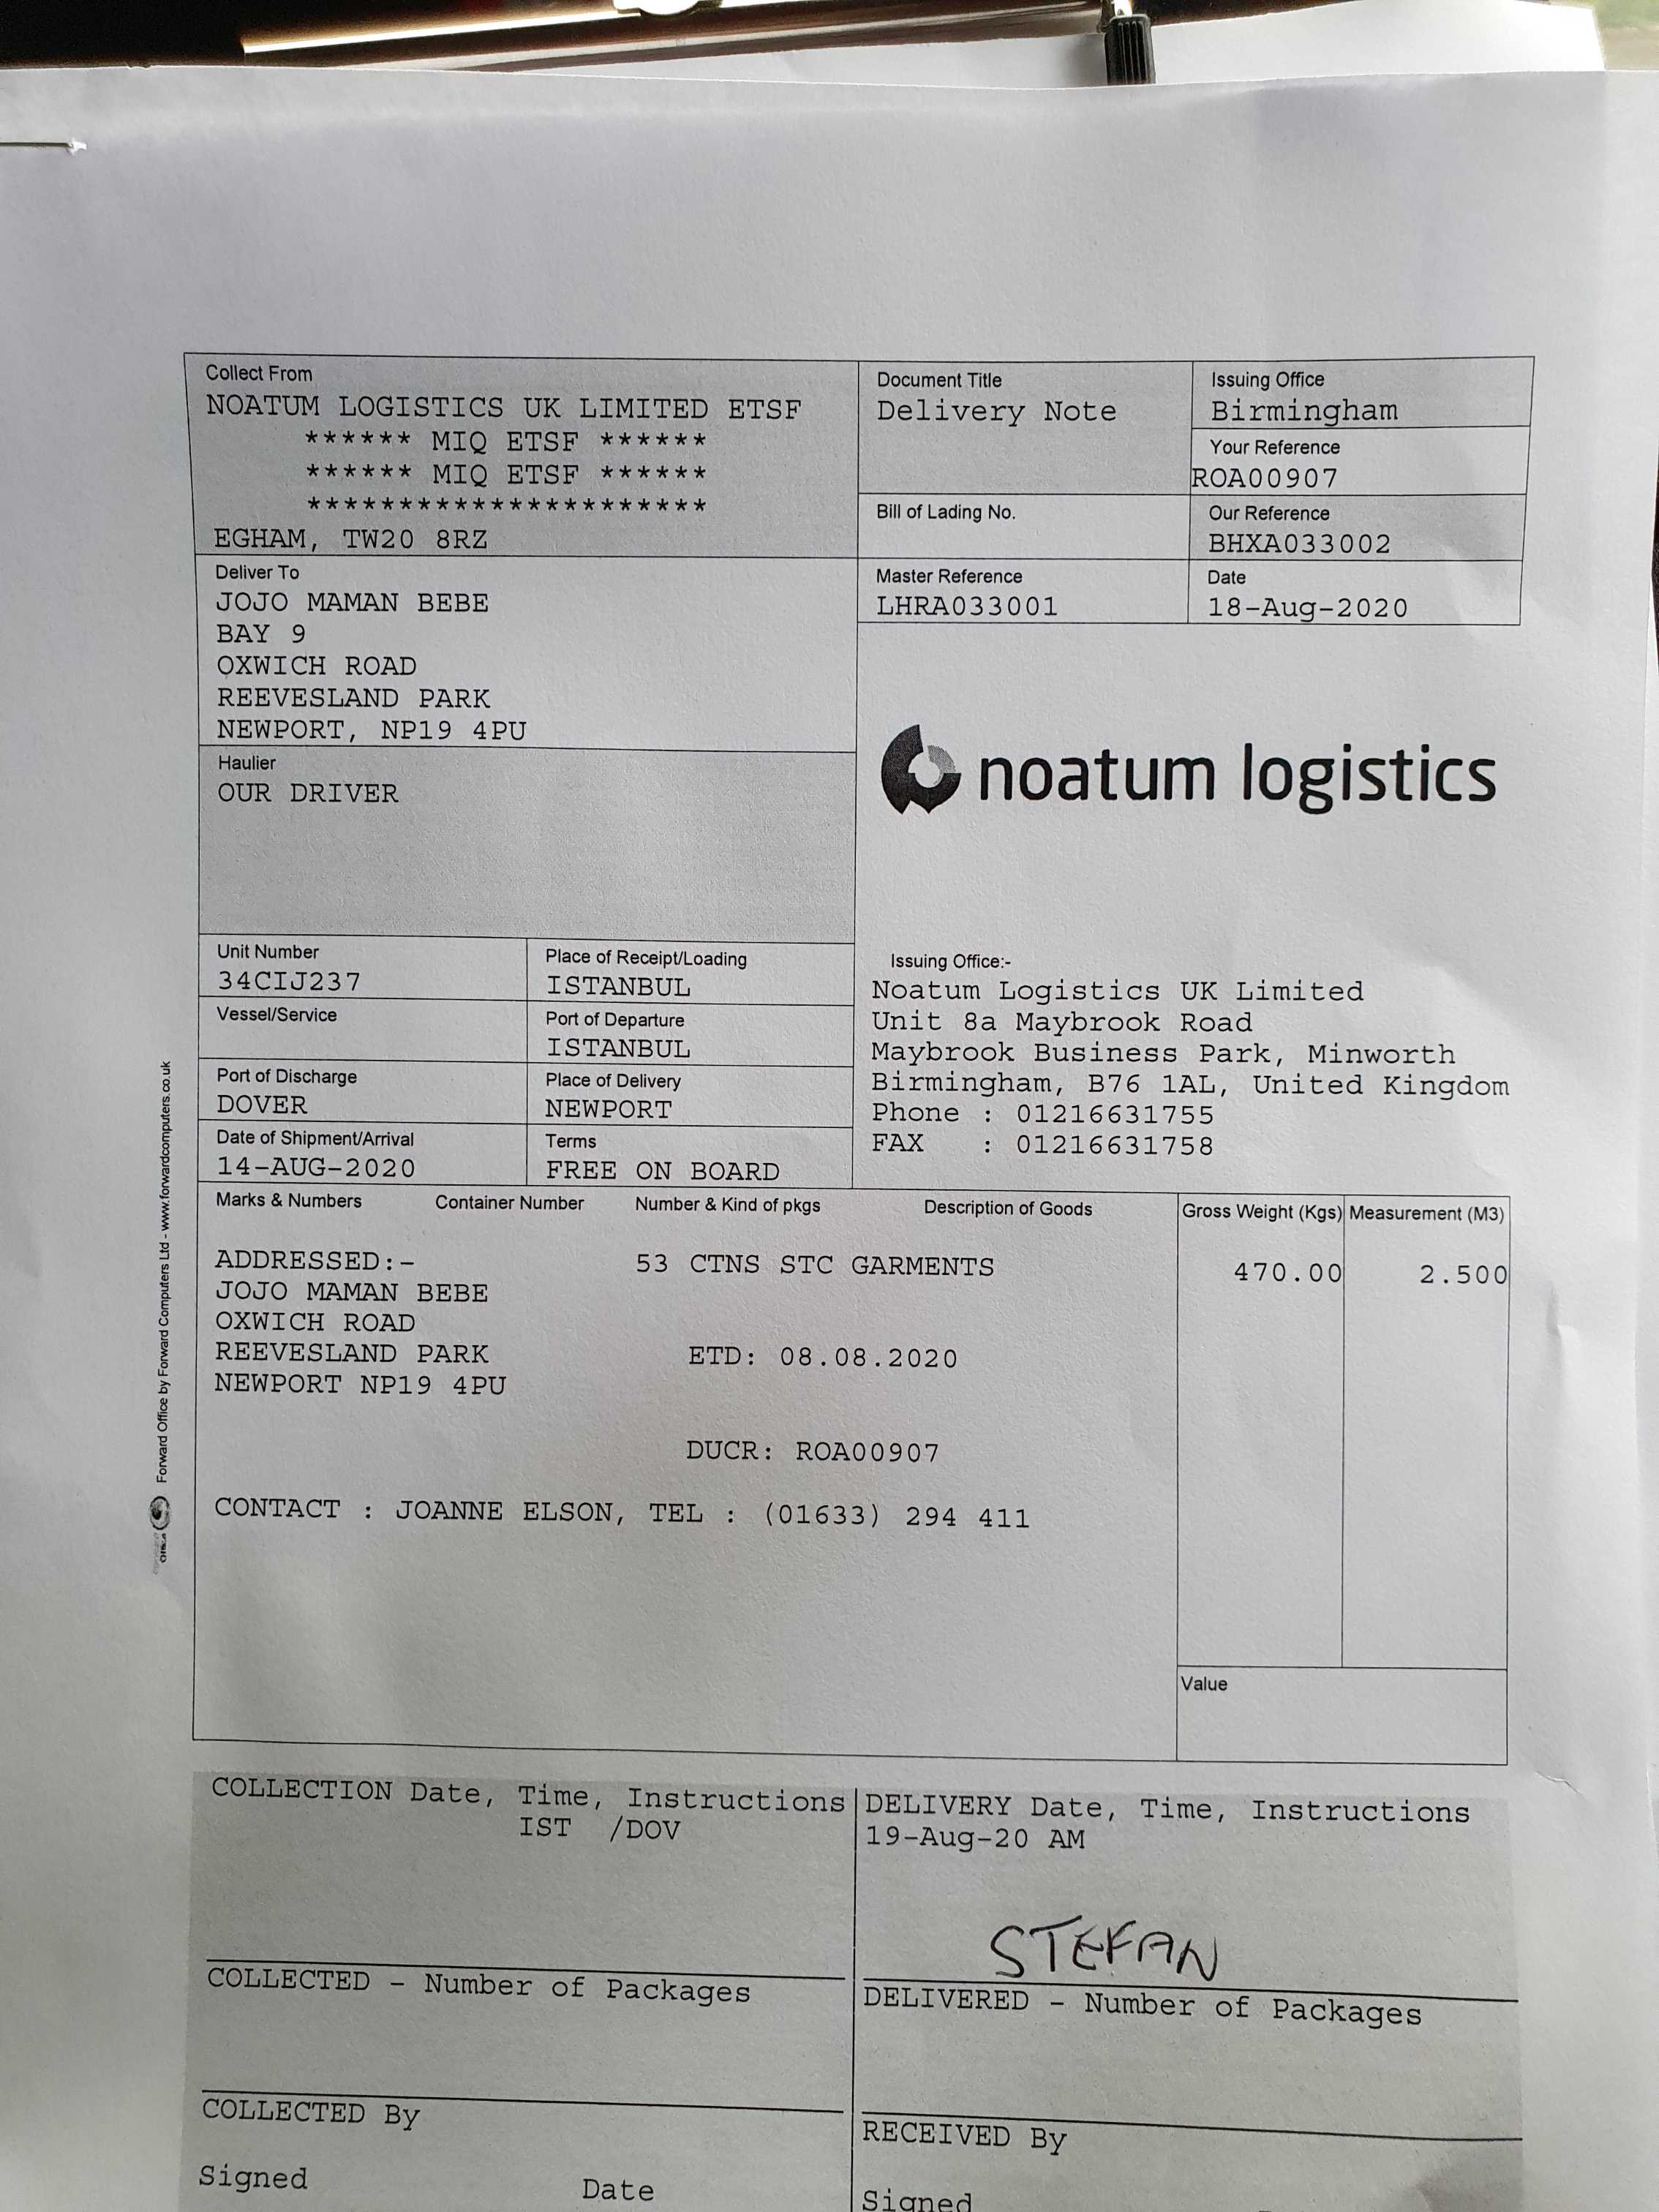 Collect From
NOATUM LOGISTICS UK LIMITED ETSF
****** MIQ ETSF ******
****** MIQ ETSF ******
**********************
EGHAM, TW20 8RZ
Document Title
Delivery Note
Issuing Office
Birmingham
Your Reference
ROA00907
Bill of Lading No.
Our Reference
BHXA033002
Deliver To
JOJO MAMAN BEBE
BAY 9
OXWICH ROAD
REEVESLAND PARK
NEWPORT, NP19 4PU
Master Reference
LHRA033001
Date
18-Aug-2020
Haulier
OUR DRIVER
noatum logistics
Unit Number
34CIJ237
Place of Receipt/Loading
ISTANBUL
Vessel/Service
Port of Departure
ISTANBUL
Port of Discharge
DOVER
Place of Delivery
NEWPORT
Date of Shipment/Arrival
14-AUG-2020
Terms
FREE ON BOARD
Issuing Office:-
Noatum Logistics UK Limited
Unit 8a Maybrook Road
Maybrook Business Park, Minworth
Birmingham, B76 1AL, United Kingdom
Phone : 01216631755
FAX : 01216631758
Marks & Numbers Container Number Number & Kind of pkgs Description of Goods Gross Weight (Kgs) Measurement (M3)
ADDRESSED:- 53 CTNS STC GARMENTS 470.00 2.500
JOJO MAMAN BEBE
OXWICH ROAD
REEVESLAND PARK ETD: 08.08.2020
NEWPORT NP19 4PU
DUCR: ROA00907
CONTACT : JOANNE ELSON, TEL : (01633) 294 411
Value
Forward Office by Forward Computers Ltd - www.forwardcomputers.co.uk
COLLECTION Date, Time, Instructions
IST /DOV
DELIVERY Date, Time, Instructions
19-Aug-20 AM
STEFAN
COLLECTED - Number of Packages
DELIVERED - Number of Packages
COLLECTED By
RECEIVED By
Signed Date
Signed